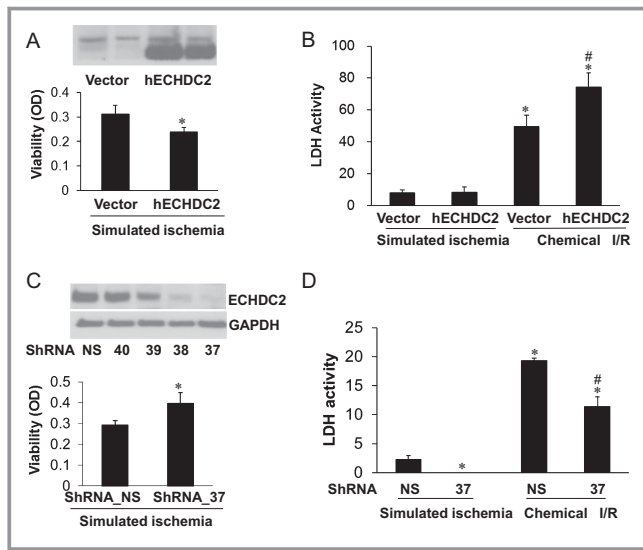 A
Vector hECHDC2
Viability (OD)
0.4
0.3
0.2
0.1
0
*
Vector hECHDC2
Simulated ischemia
B
LDH Activity
100
80
60
40
20
0
*
#
*
Vector hECHDC2 Vector hECHDC2
Simulated ischemia Chemical I/R
C
ECHDC2
GAPDH
ShRNA NS 40 39 38 37
Viability (OD)
0.5
0.4
0.3
0.2
0.1
0
*
ShRNA_NS ShRNA_37
Simulated ischemia
D
LDH activity
25
20
15
10
5
0
*
*
#
*
ShRNA NS 37 NS 37
Simulated ischemia Chemical I/R